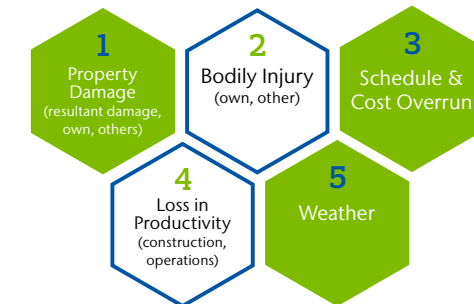 1
Property
Damage
(resultant damage,
own, others)
2
Bodily Injury
(own, other)
3
Schedule &
Cost Overrun
4
Loss in
Productivity
(construction,
operations)
5
Weather